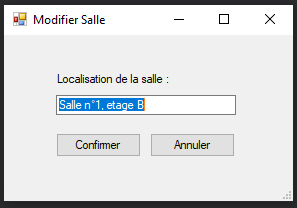 Modifier Salle
Localisation de la salle :
Salle n°1, etage B
Confirmer
Annuler